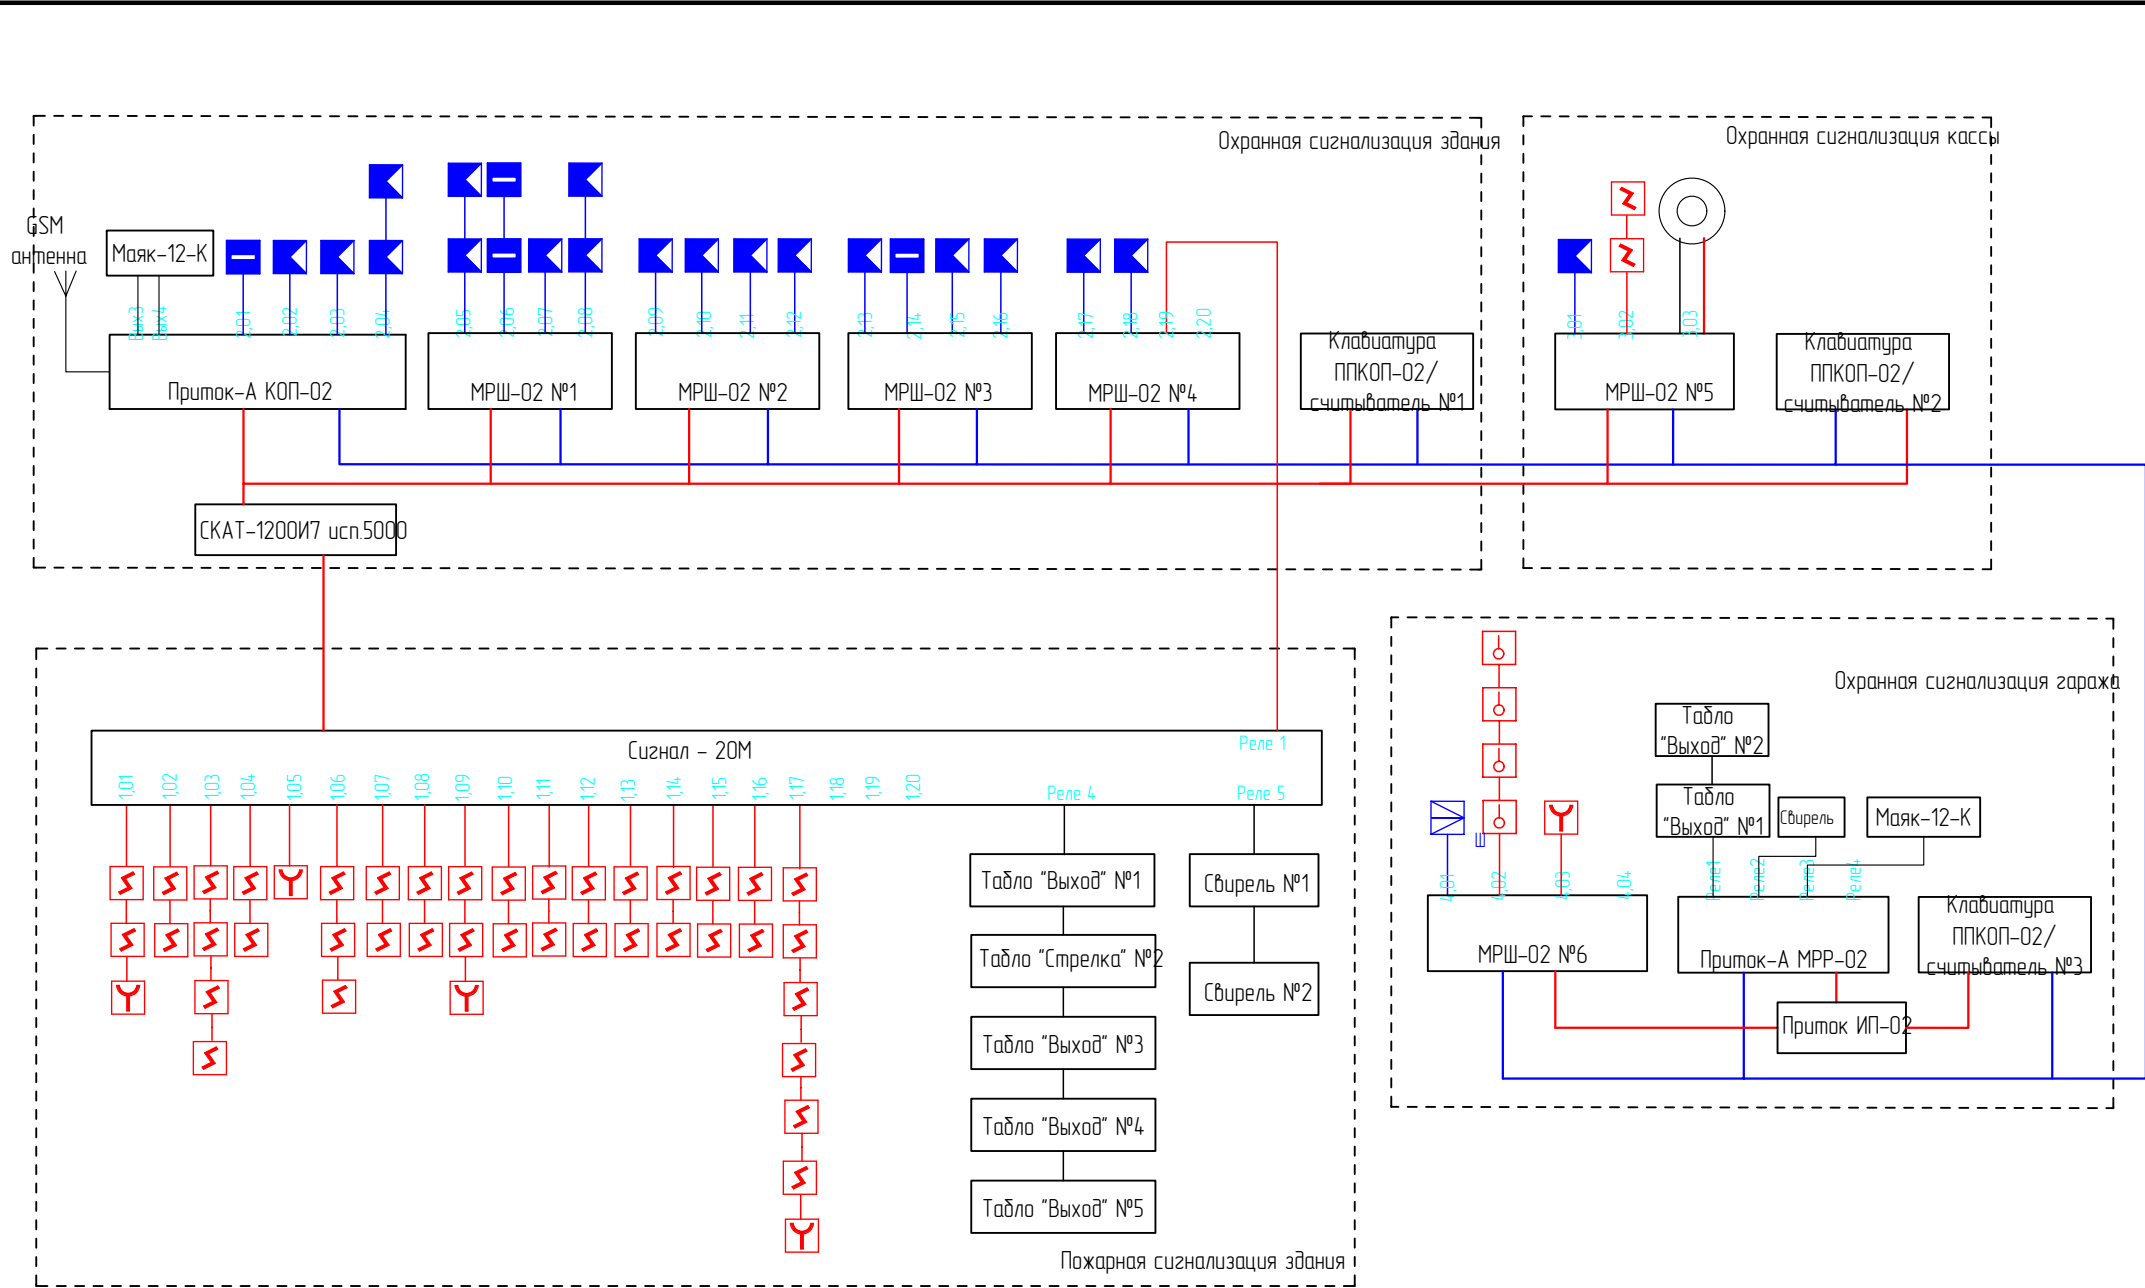 Охранная сигнализация здания
GSM
антенна
Маяк-12-К
Вых3
Вых4
2,01
2,02
2,03
2,04
2,05
2,06
2,07
2,08
2,09
2,10
2,11
2,12
2,13
2,14
2,15
2,16
2,17
2,18
2,19
2,20
Приток-А КОП-02
МРШ-02 №1
МРШ-02 №2
МРШ-02 №3
МРШ-02 №4
Клавиатура
ППКОП-02/
считыватель №1
СКАТ-1200И7 исп.5000
Охранная сигнализация кассы
3,01
3,02
3,03
МРШ-02 №5
Клавиатура
ППКОП-02/
считыватель №2
Сигнал - 20М
Реле 1
1,01
1,02
1,03
1,04
1,05
1,06
1,07
1,08
1,09
1,10
1,11
1,12
1,13
1,14
1,15
1,16
1,17
1,18
1,19
1,20
Реле 4
Реле 5
Табло "Выход" №1
Табло "Стрелка" №2
Табло "Выход" №3
Табло "Выход" №4
Табло "Выход" №5
Свирель №1
Свирель №2
Пожарная сигнализация здания
Охранная сигнализация гаража
Табло
"Выход" №2
Табло
"Выход" №1
Свирель
Маяк-12-К
Ш
4,01
4,02
4,03
4,04
Реле1
Реле2
Реле3
Реле4
МРШ-02 №6
Приток-А МРР-02
Клавиатура
ППКОП-02/
считыватель №3
Приток ИП-02